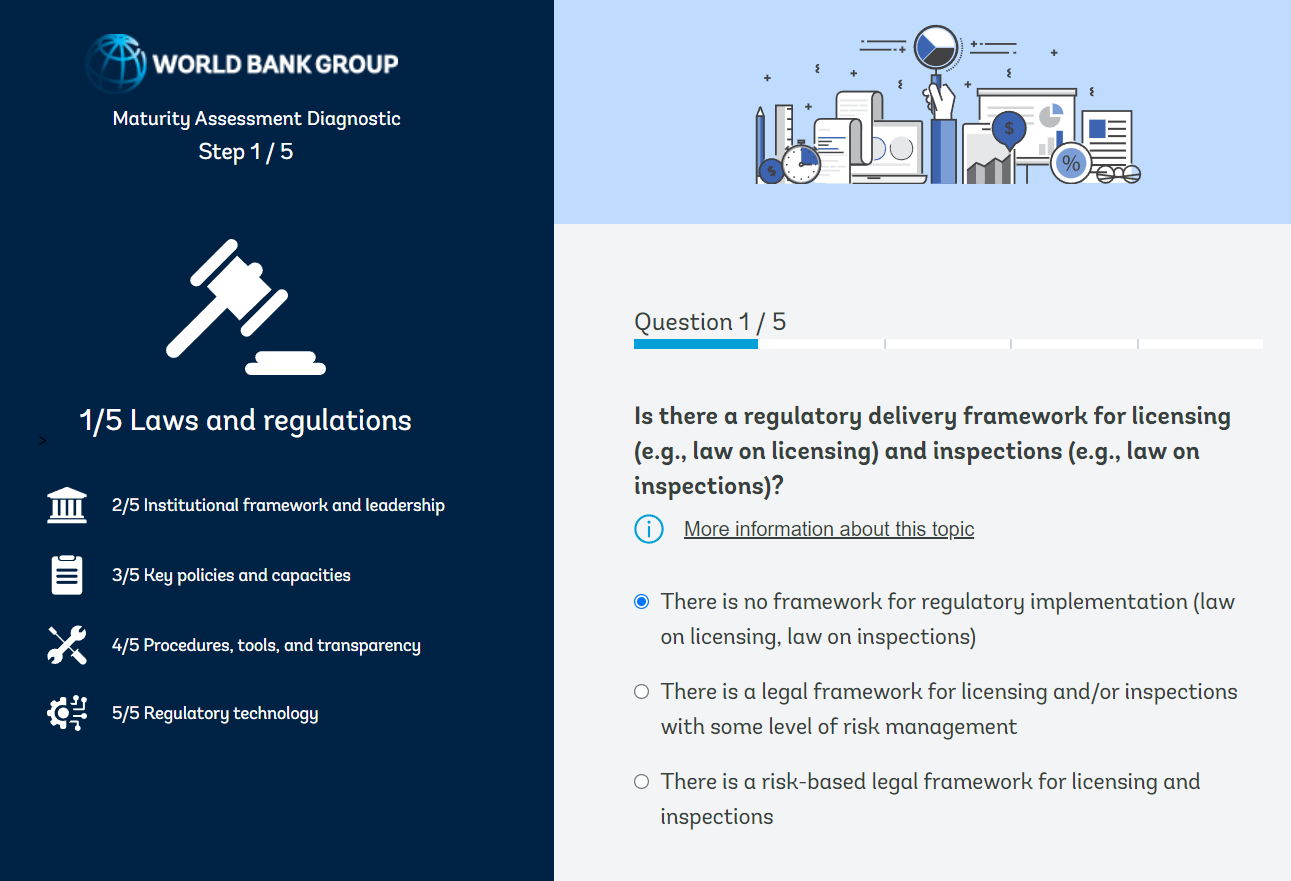 WORLD BANK GROUP
Maturity Assessment Diagnostic
Step 1 / 5
1/5 Laws and regulations
>
2/5 Institutional framework and leadership
3/5 Key policies and capacities
4/5 Procedures, tools, and transparency
5/5 Regulatory technology
$
$
%
Question 1 / 5
Is there a regulatory delivery framework for licensing
(e.g., law on licensing) and inspections (e.g., law on
inspections)?
More information about this topic
There is no framework for regulatory implementation (law
on licensing, law on inspections)
There is a legal framework for licensing and/or inspections
with some level of risk management
There is a risk-based legal framework for licensing and
inspections